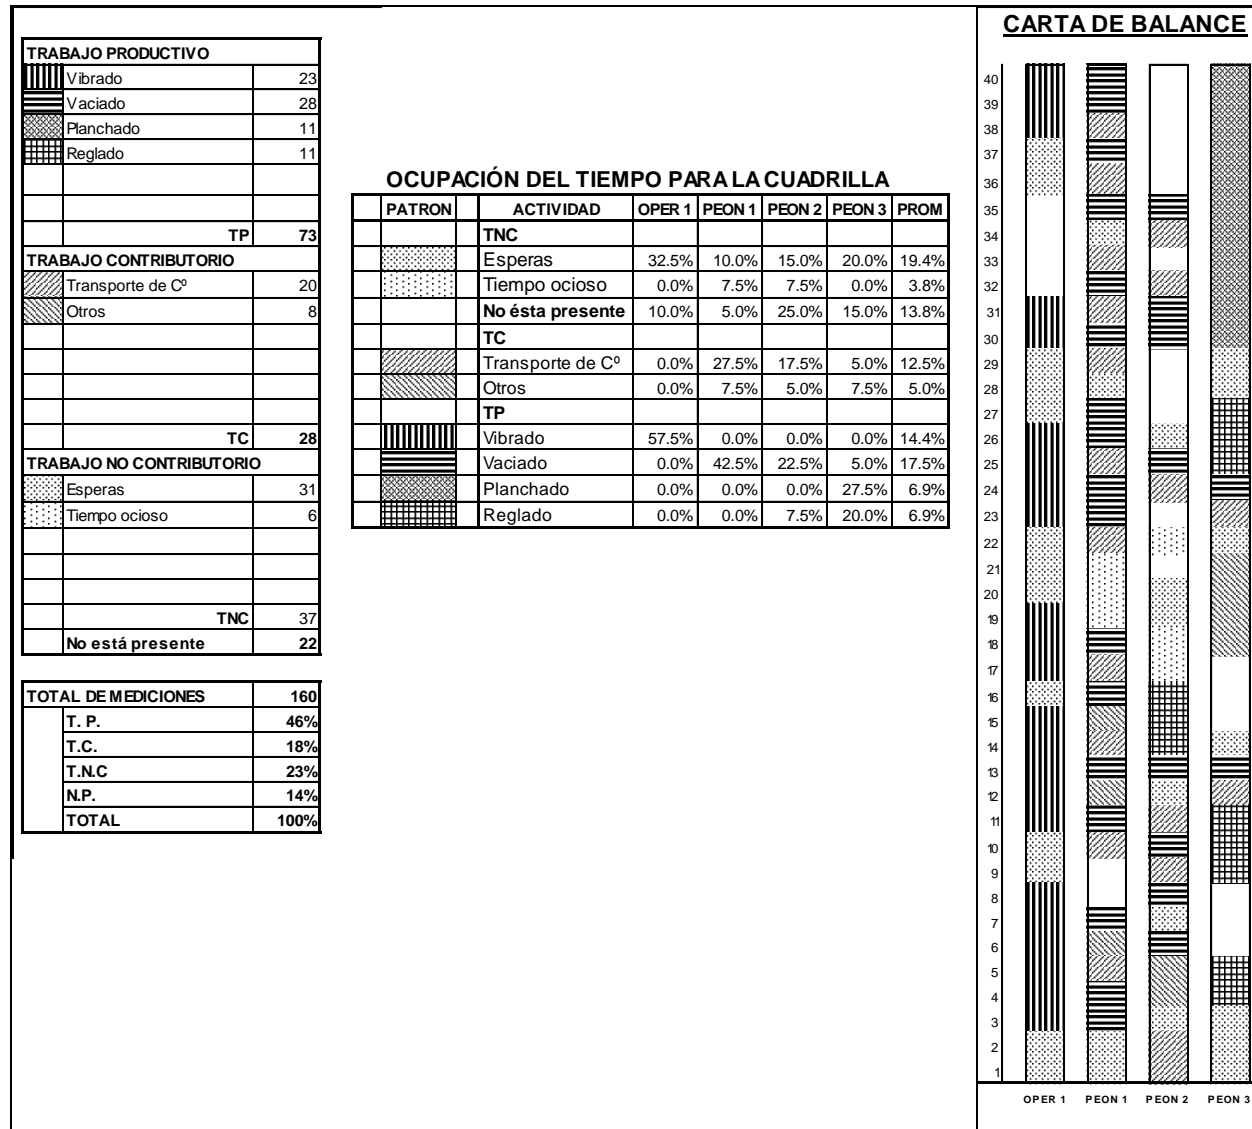 CARTA DE BALANCE
TRABAJO PRODUCTIVO
Vibrado 23
Vaciado 28
Planchado 11
Reglado 11
TP 73
TRABAJO CONTRIBUTORIO
Transporte de Cº 20
Otros 8
TC 28
TRABAJO NO CONTRIBUTORIO
Esperas 31
Tiempo ocioso 6
TNC 37
No está presente 22
TOTAL DE MEDICIONES 160
T. P. 46%
T.C. 18%
T.N.C 23%
N.P. 14%
TOTAL 100%
OCUPACIÓN DEL TIEMPO PARA LA CUADRILLA
PATRON ACTIVIDAD OPER 1 PEON 1 PEON 2 PEON 3 PROM
TNC
Esperas 32.5% 10.0% 15.0% 20.0% 19.4%
Tiempo ocioso 0.0% 7.5% 7.5% 0.0% 3.8%
No ésta presente 10.0% 5.0% 25.0% 15.0% 13.8%
TC
Transporte de Cº 0.0% 27.5% 17.5% 5.0% 12.5%
Otros 0.0% 7.5% 5.0% 7.5% 5.0%
TP
Vibrado 57.5% 0.0% 0.0% 0.0% 14.4%
Vaciado 0.0% 42.5% 22.5% 5.0% 17.5%
Planchado 0.0% 0.0% 0.0% 27.5% 6.9%
Reglado 0.0% 0.0% 7.5% 20.0% 6.9%
40
39
38
37
36
35
34
33
32
31
30
29
28
27
26
25
24
23
22
21
20
19
18
17
16
15
14
13
12
11
10
9
8
7
6
5
4
3
2
1
OPER 1 PEON 1 PEON 2 PEON 3